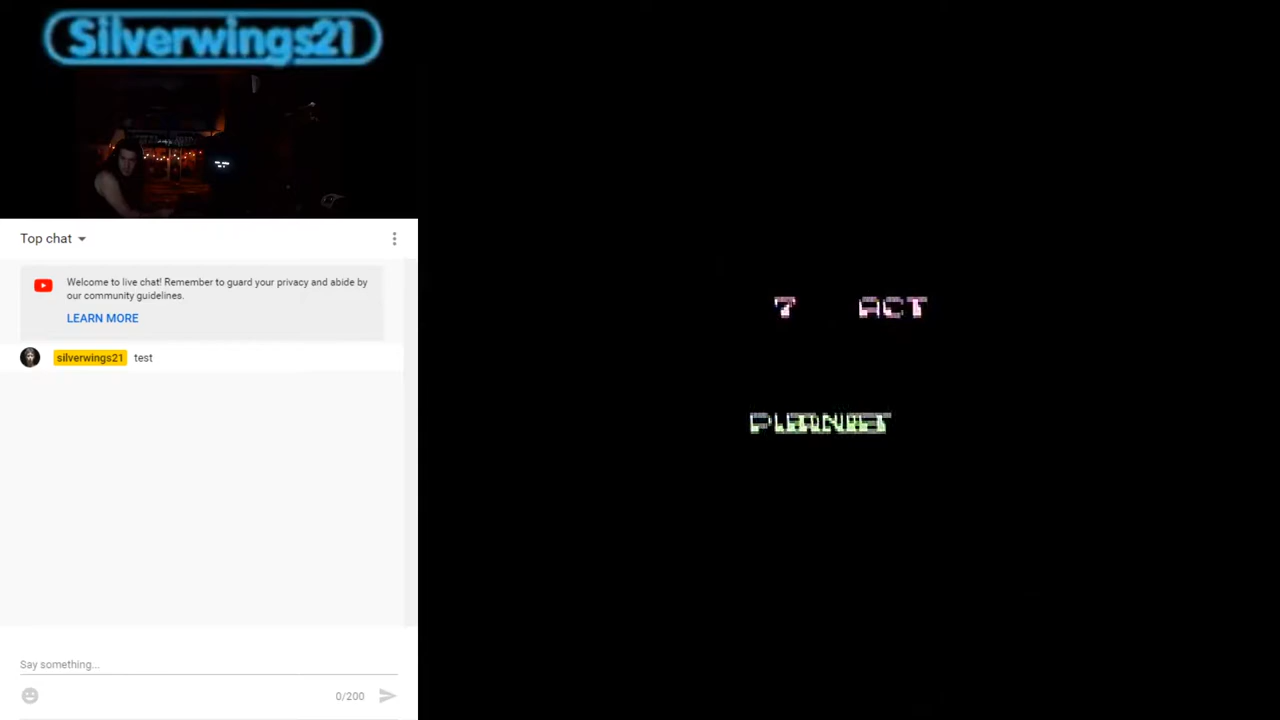 Silverwings21
Top chat
Welcome to live chat! Remember to guard your privacy and abide by
our community guidelines.
LEARN MORE
silverwings21 test
Say something...
0/200
7 ACT
PLANET